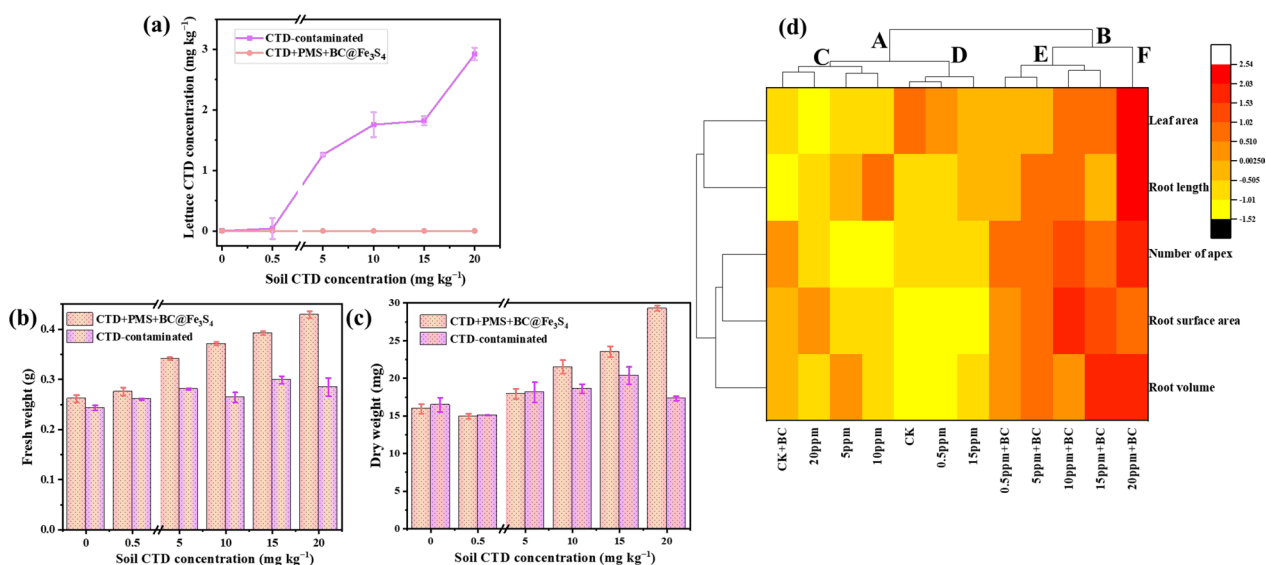 (a)
CTD-contaminated
CTD+PMS+BC@Fe₃S₄
Lettuce CTD concentration (mg kg⁻¹)
3
2
1
0
0 0.5 5 10 15 20
Soil CTD concentration (mg kg⁻¹)
(b)
CTD+PMS+BC@Fe₃S₄
CTD-contaminated
Fresh weight (g)
0.4
0.3
0.2
0.1
0.0
0 0.5 5 10 15 20
Soil CTD concentration (mg kg⁻¹)
(c)
CTD+PMS+BC@Fe₃S₄
CTD-contaminated
Dry weight (mg)
30
25
20
15
10
5
0
0 0.5 5 10 15 20
Soil CTD concentration (mg kg⁻¹)
(d)
A B
C D E F
Leaf area
Root length
Number of apex
Root surface area
Root volume
CK+BC
20ppm
5ppm
10ppm
CK
0.5ppm
15ppm
0.5ppm+BC
5ppm+BC
10ppm+BC
15ppm+BC
20ppm+BC
2.54
2.03
1.53
1.02
0.510
0.00250
-0.505
-1.01
-1.52